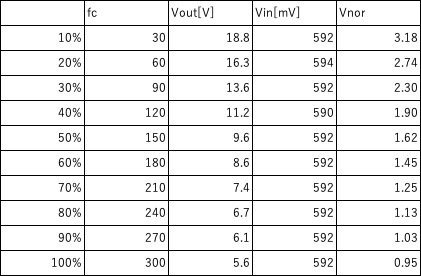 fc Vout[V] Vin[mV] Vnor
10% 30 18.8 592 3.18
20% 60 16.3 594 2.74
30% 90 13.6 592 2.30
40% 120 11.2 590 1.90
50% 150 9.6 592 1.62
60% 180 8.6 592 1.45
70% 210 7.4 592 1.25
80% 240 6.7 592 1.13
90% 270 6.1 592 1.03
100% 300 5.6 592 0.95